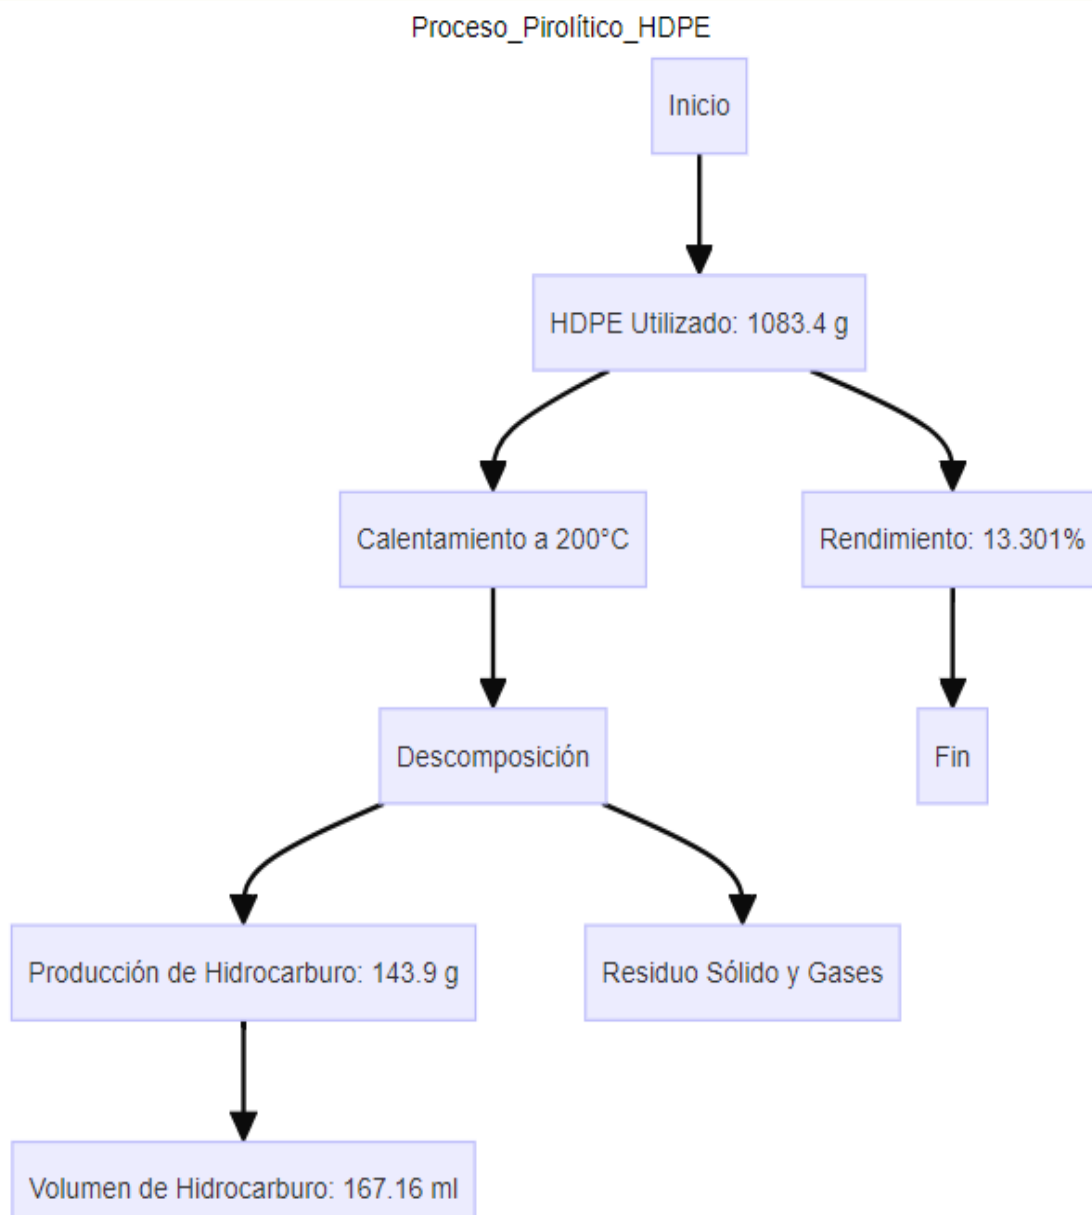 Proceso_Pirolítico_HDPE
Inicio
HDPE Utilizado: 1083.4 g
Calentamiento a 200°C
Rendimiento: 13.301%
Descomposición
Fin
Producción de Hidrocarburo: 143.9 g
Residuo Sólido y Gases
Volumen de Hidrocarburo: 167.16 ml